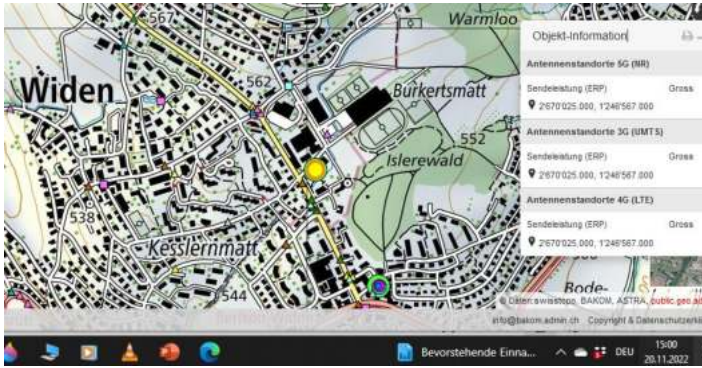 567
Warmloo
Widen
562
Burkertsmatt
552
Islerewald
538
Kesslernmatt
544
Bode-
Objekt-Information
Antennenstandorte 5G (NR)
Sendeleistung (ERP) Gross
2'670'025.000, 1'246'567.000
Antennenstandorte 3G (UMTS)
Sendeleistung (ERP) Gross
2'670'025.000, 1'246'567.000
Antennenstandorte 4G (LTE)
Sendeleistung (ERP) Gross
2'670'025.000, 1'246'567.000
Daten: swisstopo, BAKOM, ASTRA, public.geo.ad
info@bakom.admin.ch Copyright & Datenschutzerklä
Bevorstehende Einna...
DEU
15:00
20.11.2022